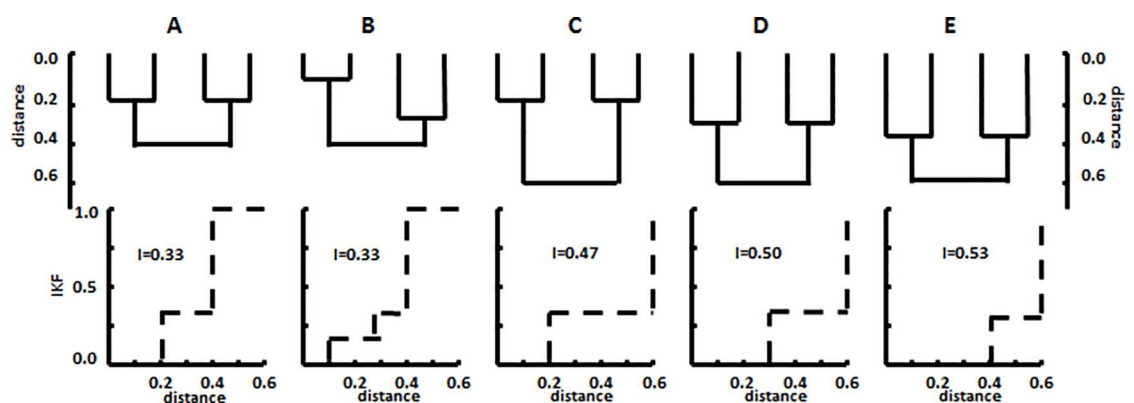 A B C D E
0.0 0.0
0.2 0.2
0.4 0.4
0.6 0.6
distance distance
1.0
0.5
0.0
IKF
I=0.33 I=0.33 I=0.47 I=0.50 I=0.53
0.2 0.4 0.6 0.2 0.4 0.6 0.2 0.4 0.6 0.2 0.4 0.6 0.2 0.4 0.6
distance distance distance distance distance